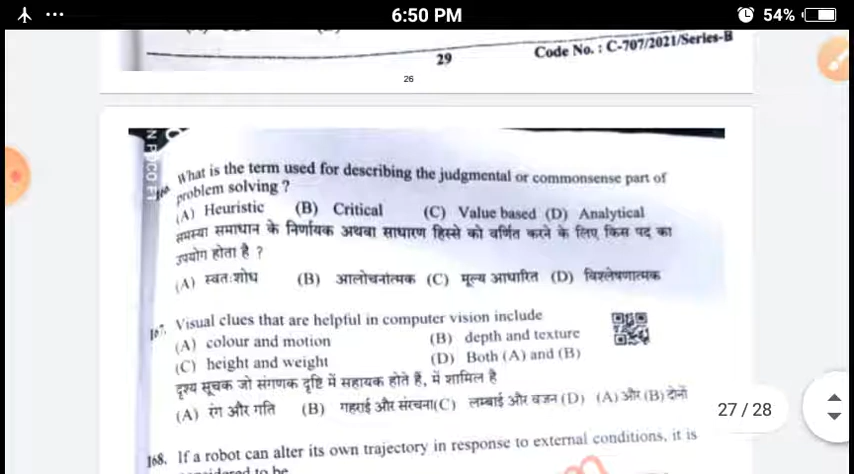 6:50 PM
54%
29
Code No. : C-707/2021/Series-B
26
What is the term used for describing the judgmental or commonsense part of
problem solving ?
(A) Heuristic (B) Critical (C) Value based (D) Analytical
समस्या समाधान के निर्णायक अथवा साधारण हिस्से को वर्णित करने के लिए किस पद का
उपयोग होता है ?
(A) स्वतःशोध (B) आलोचनात्मक (C) मूल्य आधारित (D) विश्लेषणात्मक
167. Visual clues that are helpful in computer vision include
(A) colour and motion (B) depth and texture
(C) height and weight (D) Both (A) and (B)
दृश्य सूचक जो संगणक दृष्टि में सहायक होते हैं, में शामिल है
(A) रंग और गति (B) गहराई और संरचना(C) लम्बाई और वजन (D) (A) और (B) दोनों
27 / 28
168. If a robot can alter its own trajectory in response to external conditions, it is
considered to be